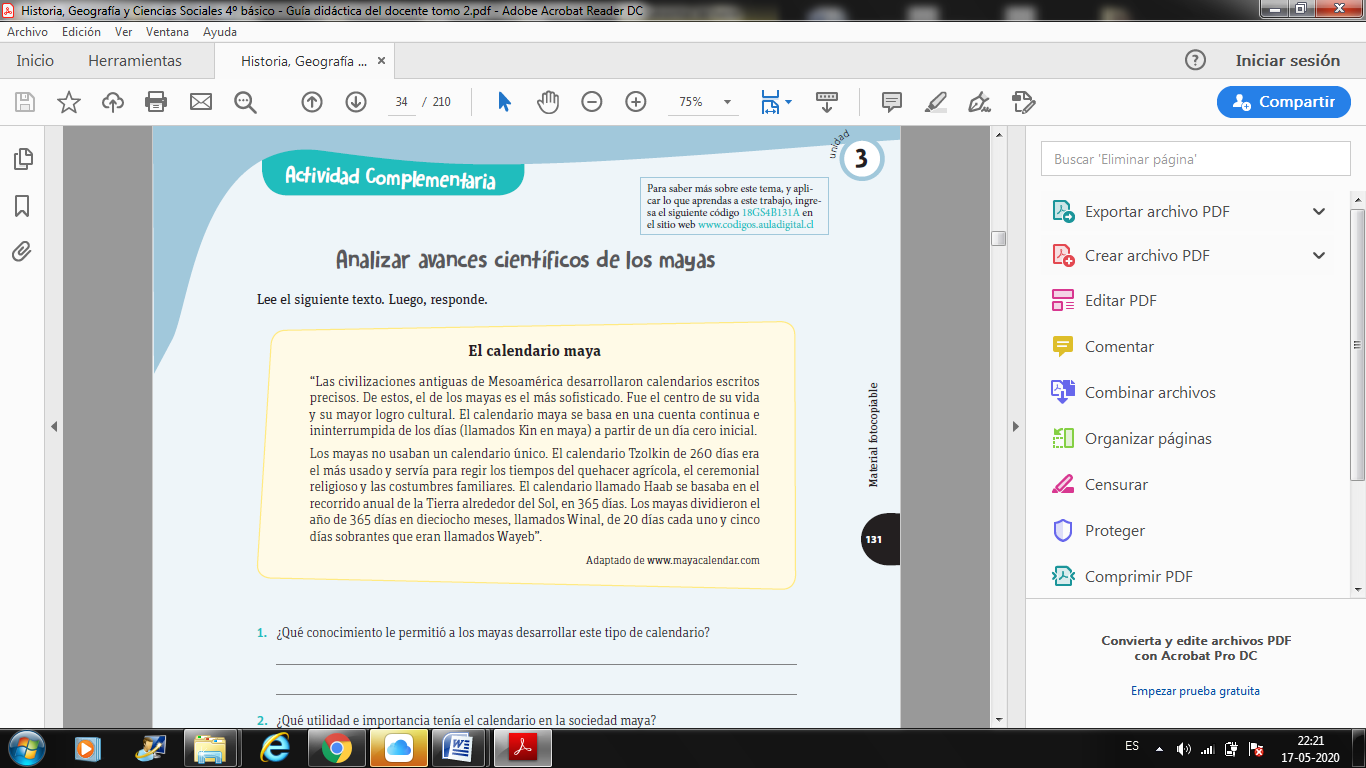 Historia, Geografía y Ciencias Sociales 4º básico - Guía didáctica del docente tomo 2.pdf - Adobe Acrobat Reader DC
Archivo Edición Ver Ventana Ayuda
Inicio Herramientas Historia, Geografía ... × Iniciar sesión
34 / 210 75% Compartir
Actividad Complementaria
unidad 3
Para saber más sobre este tema, y apli-
car lo que aprendas a este trabajo, ingre-
sa el siguiente código 18GS4B131A en
el sitio web www.codigos.auladigital.cl
Analizar avances científicos de los mayas
Lee el siguiente texto. Luego, responde.
El calendario maya
“Las civilizaciones antiguas de Mesoamérica desarrollaron calendarios escritos
precisos. De estos, el de los mayas es el más sofisticado. Fue el centro de su vida
y su mayor logro cultural. El calendario maya se basa en una cuenta continua e
ininterrumpida de los días (llamados Kin en maya) a partir de un día cero inicial.
Los mayas no usaban un calendario único. El calendario Tzolkin de 260 días era
el más usado y servía para regir los tiempos del quehacer agrícola, el ceremonial
religioso y las costumbres familiares. El calendario llamado Haab se basaba en el
recorrido anual de la Tierra alrededor del Sol, en 365 días. Los mayas dividieron el
año de 365 días en dieciocho meses, llamados Winal, de 20 días cada uno y cinco
días sobrantes que eran llamados Wayeb”.
Adaptado de www.mayacalendar.com
1. ¿Qué conocimiento le permitió a los mayas desarrollar este tipo de calendario?
2. ¿Qué utilidad e importancia tenía el calendario en la sociedad maya?
Material fotocopiable
131
Buscar 'Eliminar página'
Exportar archivo PDF
Crear archivo PDF
Editar PDF
Comentar
Combinar archivos
Organizar páginas
Censurar
Proteger
Comprimir PDF
Convierta y edite archivos PDF
con Acrobat Pro DC
Empezar prueba gratuita
ES
22:21
17-05-2020